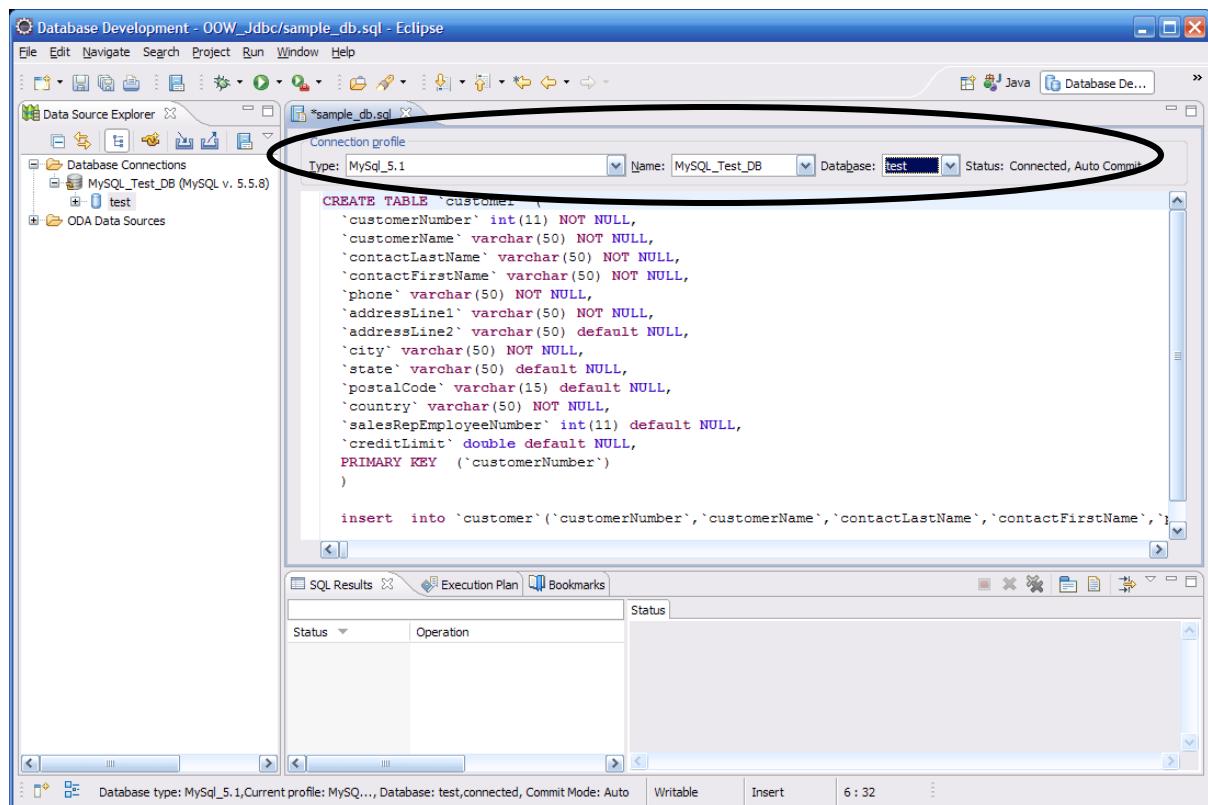 Database Development - OOW_Jdbc/sample_db.sql - Eclipse
File Edit Navigate Search Project Run Window Help
Java Database De... »
Data Source Explorer
Database Connections
MySQL_Test_DB (MySQL v. 5.5.8)
test
ODA Data Sources
*sample_db.sql
Connection profile
Type: MySql_5.1 Name: MySQL_Test_DB Database: test Status: Connected, Auto Commit
CREATE TABLE `customer` (
`customerNumber` int(11) NOT NULL,
`customerName` varchar(50) NOT NULL,
`contactLastName` varchar(50) NOT NULL,
`contactFirstName` varchar(50) NOT NULL,
`phone` varchar(50) NOT NULL,
`addressLine1` varchar(50) NOT NULL,
`addressLine2` varchar(50) default NULL,
`city` varchar(50) NOT NULL,
`state` varchar(50) default NULL,
`postalCode` varchar(15) default NULL,
`country` varchar(50) NOT NULL,
`salesRepEmployeeNumber` int(11) default NULL,
`creditLimit` double default NULL,
PRIMARY KEY (`customerNumber`)
)
insert into `customer`(`customerNumber`,`customerName`,`contactLastName`,`contactFirstName`,`
SQL Results Execution Plan Bookmarks
Status
Status Operation
Database type: MySql_5.1,Current profile: MySQ..., Database: test,connected, Commit Mode: Auto Writable Insert 6 : 32